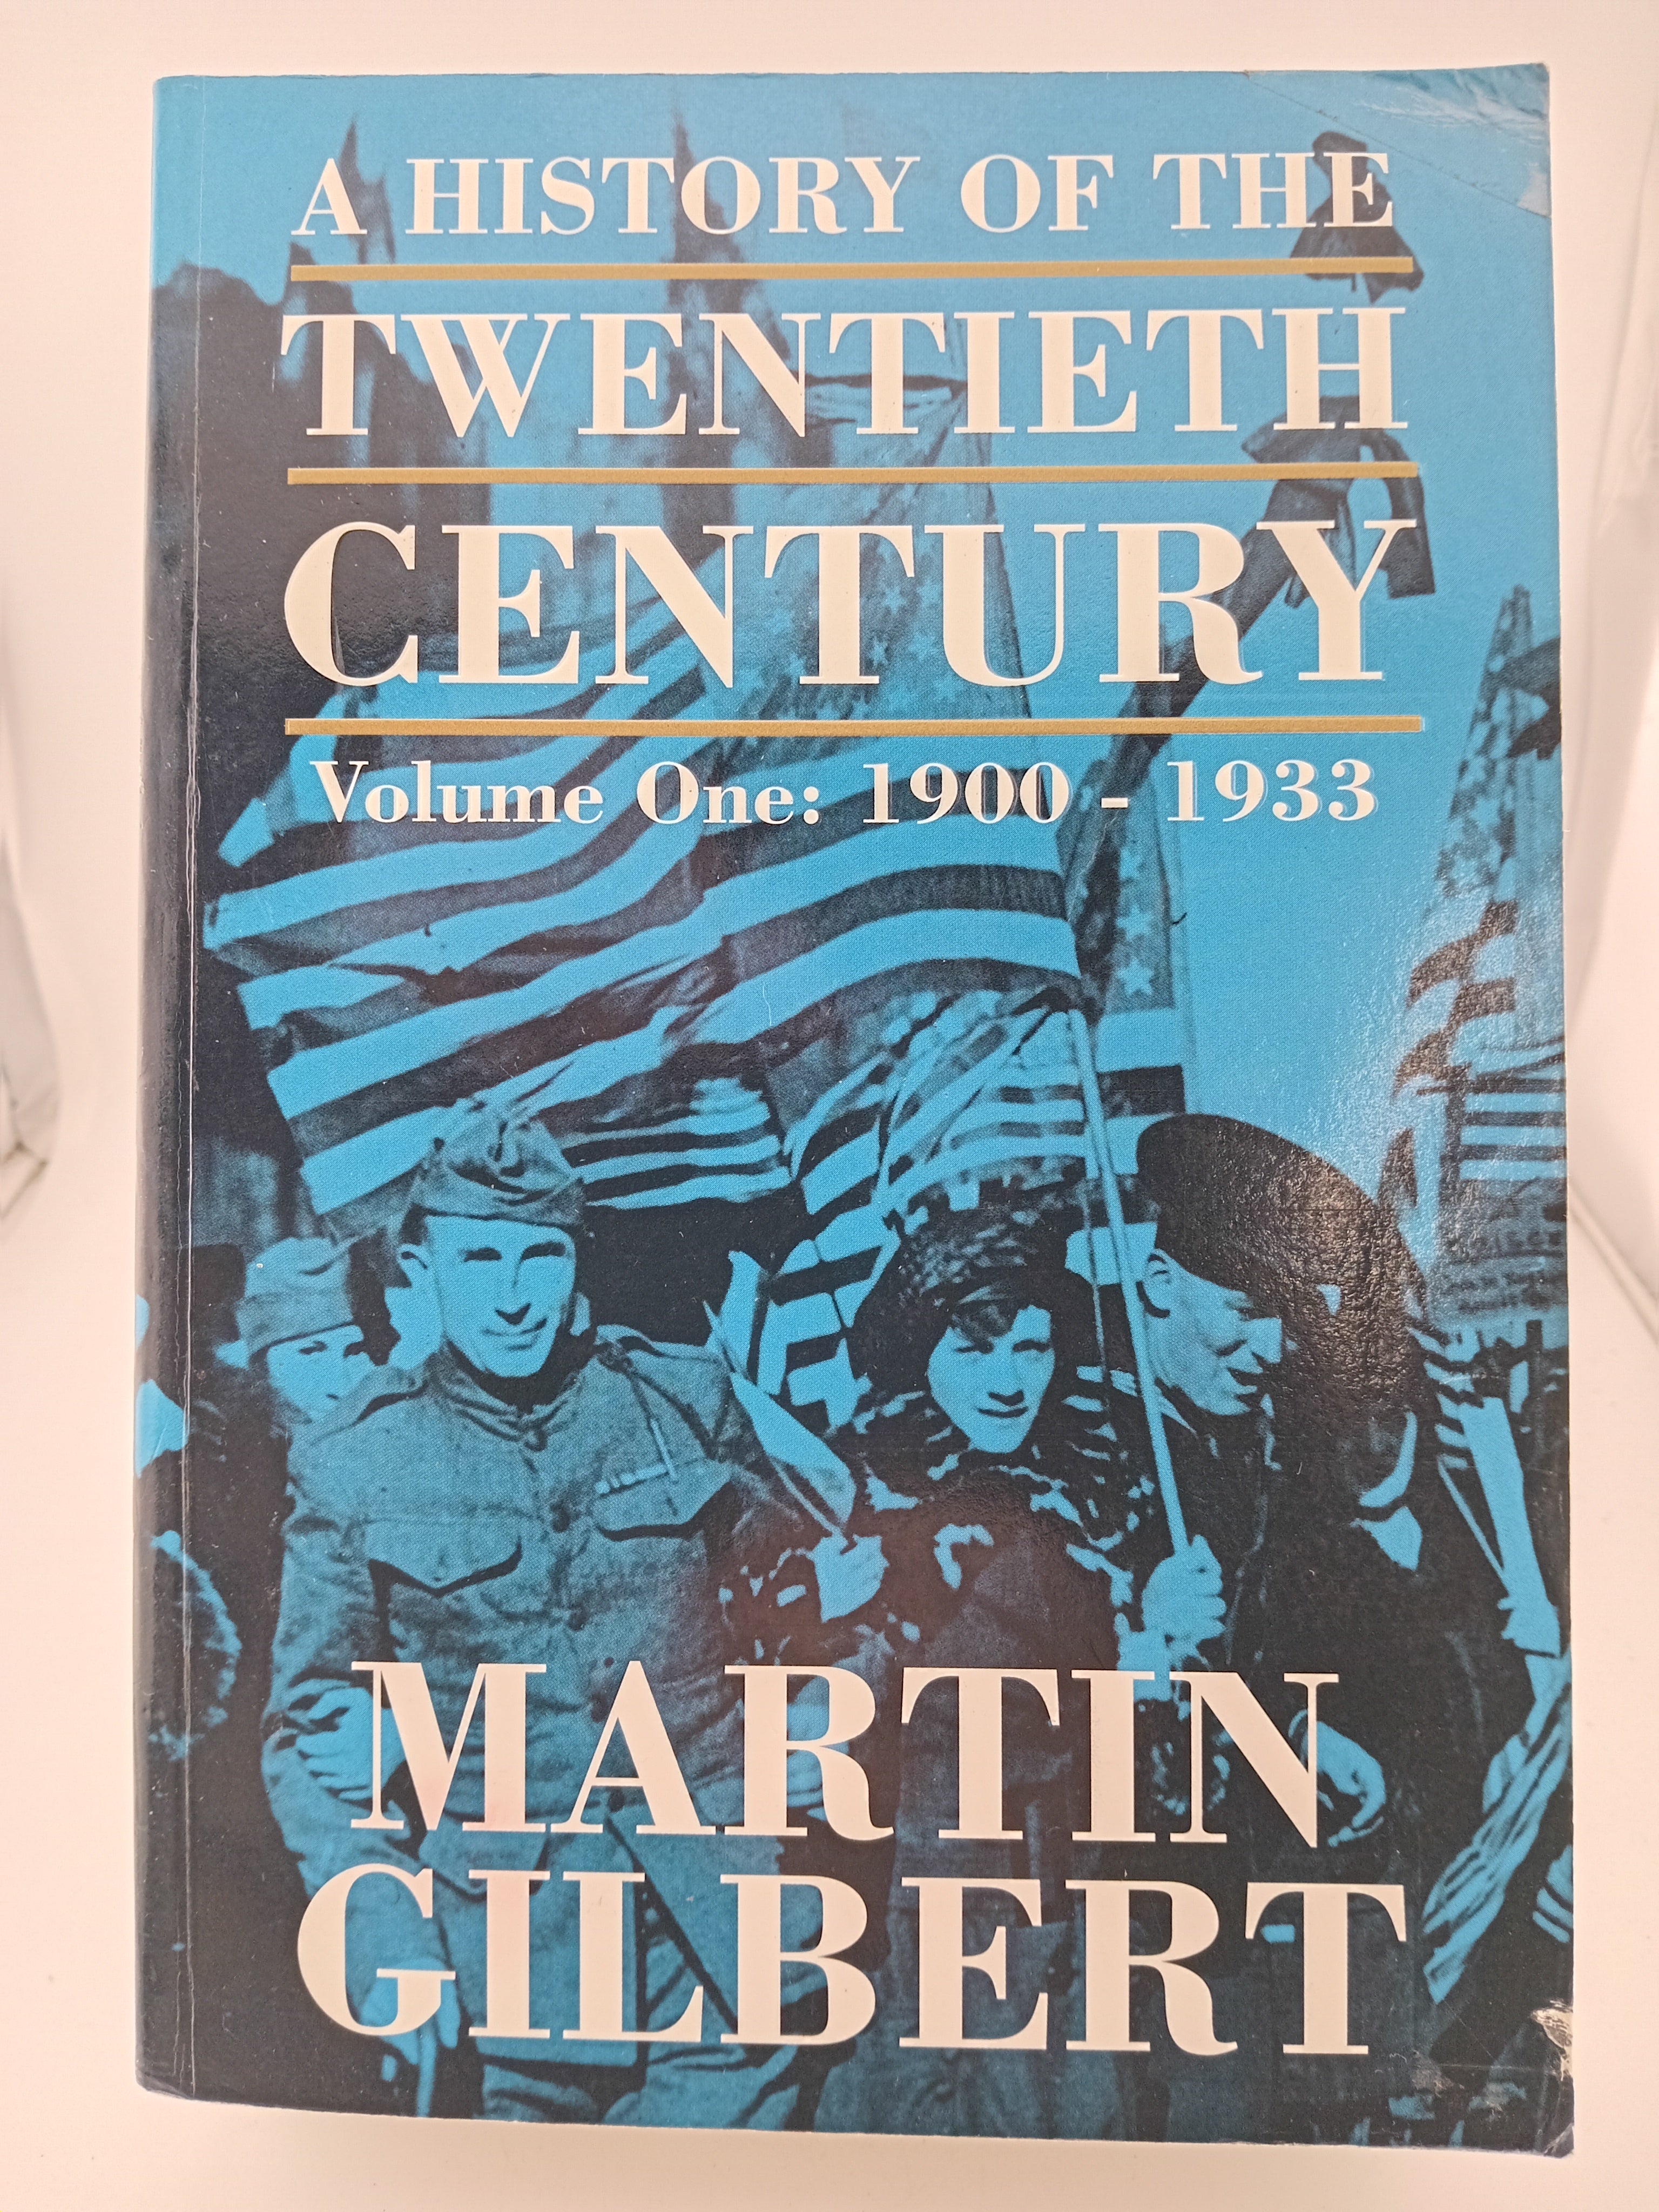 A HISTORY OF THE
TWENTIETH
CENTURY
Volume One: 1900 - 1933
MARTIN
GILBERT